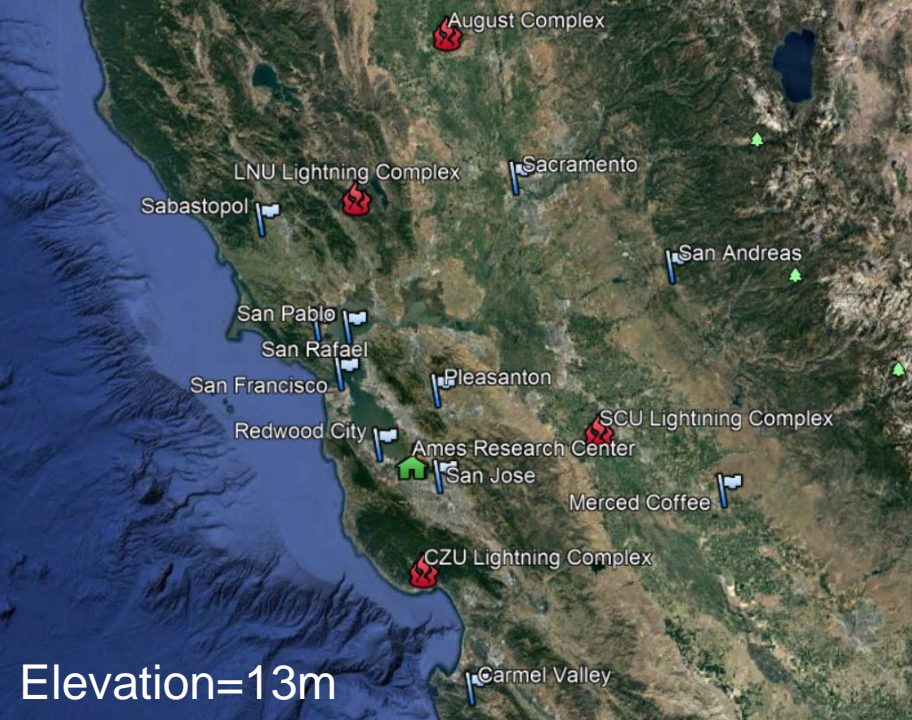 August Complex
Sacramento
LNU Lightning Complex
Sabastopol
San Andreas
San Pablo
San Rafael
Pleasanton
San Francisco
SCU Lightining Complex
Redwood City
Ames Research Center
San Jose
Merced Coffee
CZU Lightning Complex
Carmel Valley
Elevation=13m